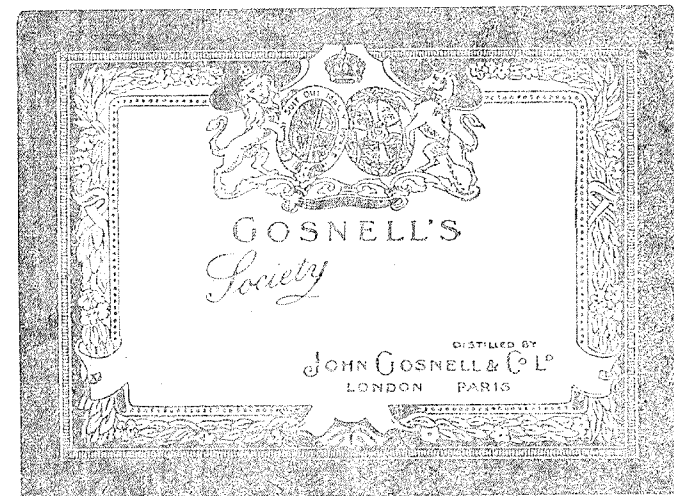 GOSNELL'S
Society
DISTILLED BY
JOHN GOSNELL & Cº Lᴰ
LONDON PARIS